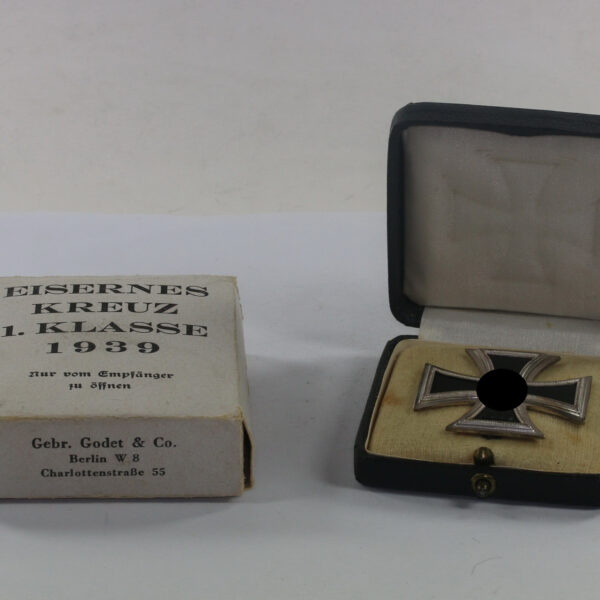 EISERNES
KREUZ
1. KLASSE
1939
Nur vom Empfänger
zu öffnen
Gebr. Godet & Co.
Berlin W 8
Charlottenstraße 55